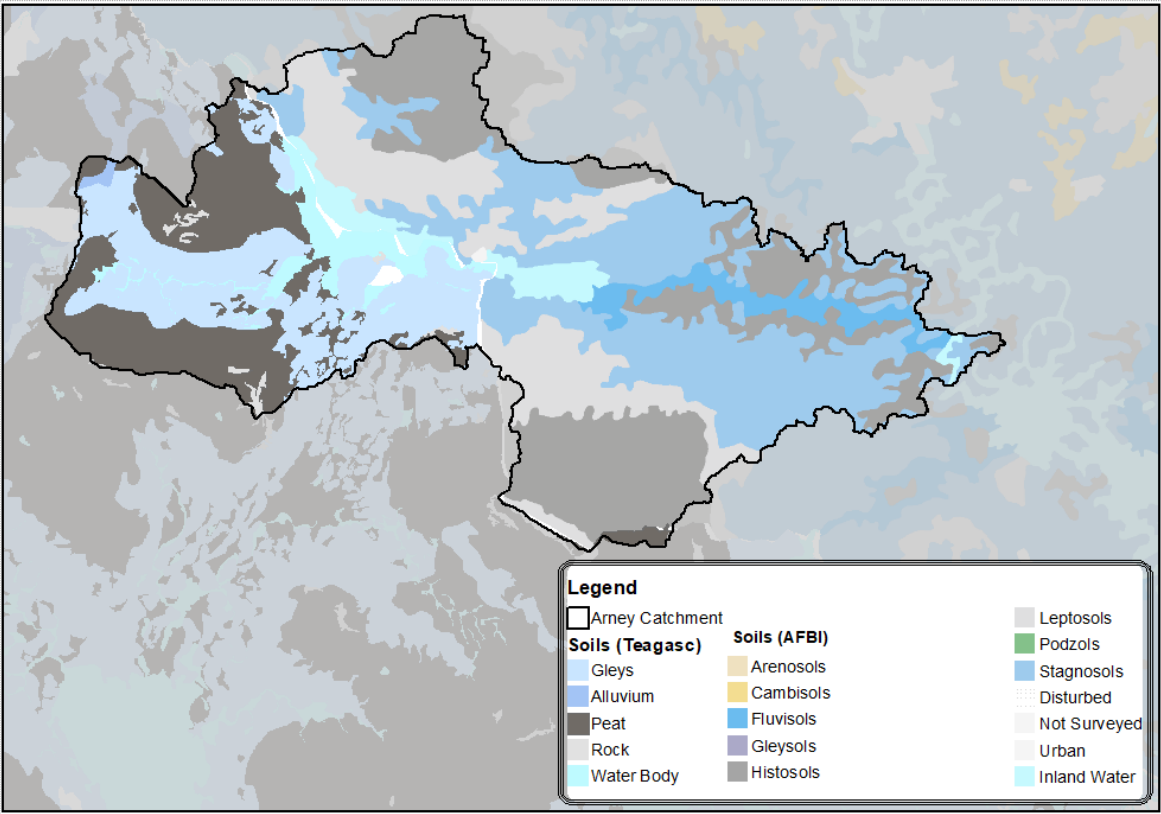 Legend
Arney Catchment
Soils (Teagasc)
Gleys
Alluvium
Peat
Rock
Water Body
Soils (AFBI)
Arenosols
Cambisols
Fluvisols
Gleysols
Histosols
Leptosols
Podzols
Stagnosols
Disturbed
Not Surveyed
Urban
Inland Water